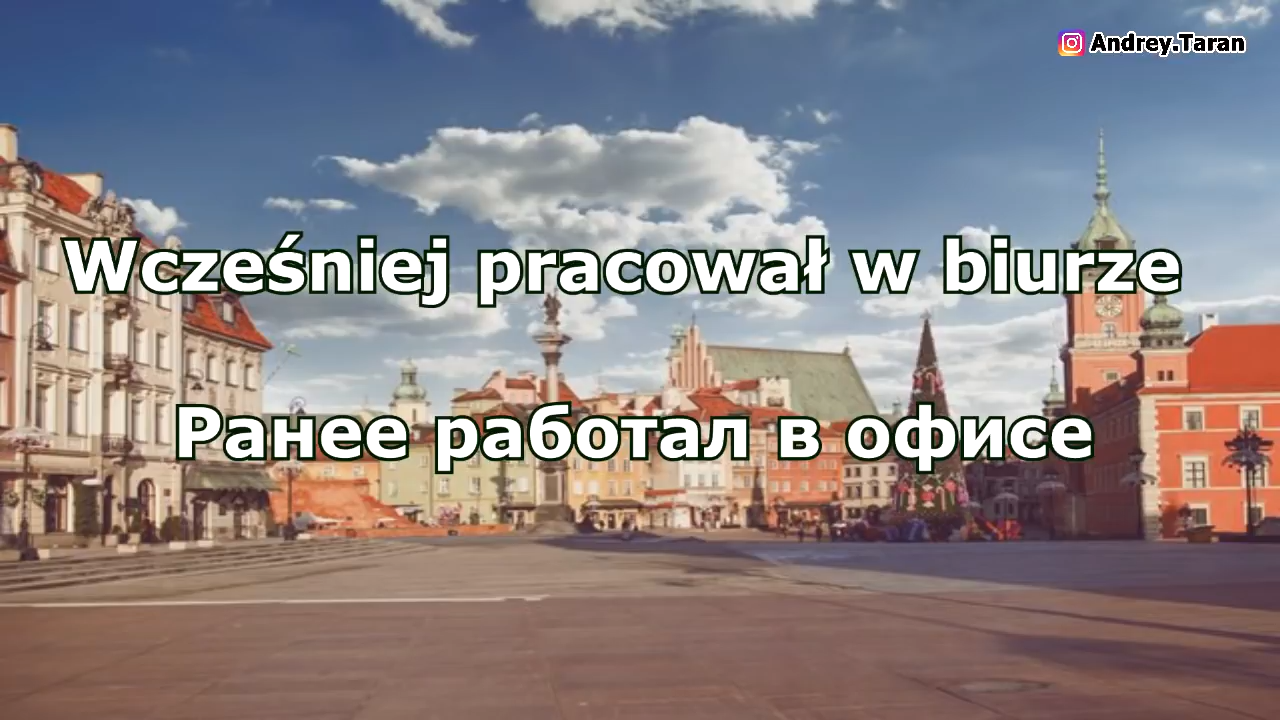 Andrey.Taran
Wcześniej pracował w biurze
Ранее работал в офисе